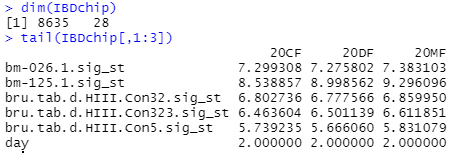 > dim(IBDchip)
[1] 8635   28
> tail(IBDchip[,1:3])
                               20CF     20DF     20MF
bm-026.1.sig_st            7.299308 7.275802 7.383103
bm-125.1.sig_st            8.538857 8.998562 9.296096
bru.tab.d.HIII.Con32.sig_st  6.802736 6.777566 6.859950
bru.tab.d.HIII.Con323.sig_st 6.463604 6.501139 6.611851
bru.tab.d.HIII.Con5.sig_st   5.739235 5.666060 5.831079
day                        2.000000 2.000000 2.000000